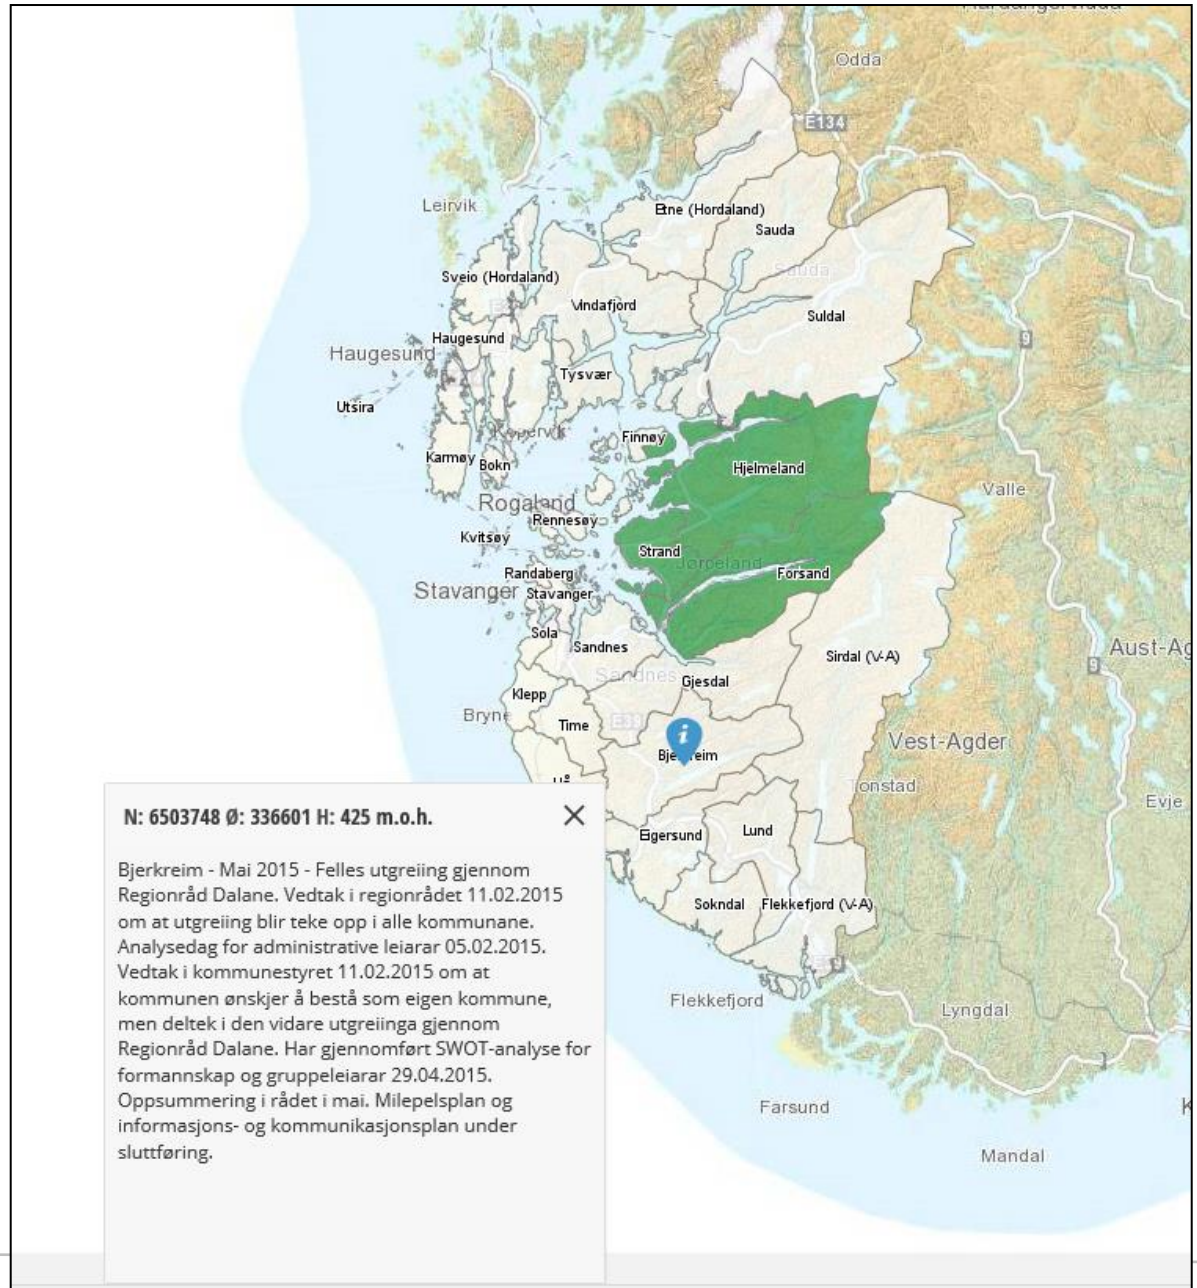 Odda
E134
Leirvik
Etne (Hordaland)
Sauda
Sauda
Sveio (Hordaland)
Vindafjord
Suldal
9
Haugesund
Haugesund
Tysvær
Utsira
Finnøy
Karmøy
Bokn
Hjelmeland
Valle
Rogaland
Rennesøy
Kvitsøy
Strand
Jørpeland
Forsand
Randaberg
Stavanger
Stavanger
Sola
Sandnes
Sandnes
Sirdal (V-A)
Aust-Ag
9
Gjesdal
Klepp
Bryne
Time
E39
Vest-Agder
Tonstad
Evje
Eigersund
Lund
Sokndal
Flekkefjord (V-A)
Flekkefjord
Lyngdal
Farsund
Mandal
N: 6503748 Ø: 336601 H: 425 m.o.h.
Bjerkreim - Mai 2015 - Felles utgreiing gjennom
Regionråd Dalane. Vedtak i regionrådet 11.02.2015
om at utgreiing blir teke opp i alle kommunane.
Analysedag for administrative leiarar 05.02.2015.
Vedtak i kommunestyret 11.02.2015 om at
kommunen ønskjer å bestå som eigen kommune,
men deltek i den vidare utgreiinga gjennom
Regionråd Dalane. Har gjennomført SWOT-analyse for
formannskap og gruppeleiarar 29.04.2015.
Oppsummering i rådet i mai. Milepelsplan og
informasjons- og kommunikasjonsplan under
sluttføring.